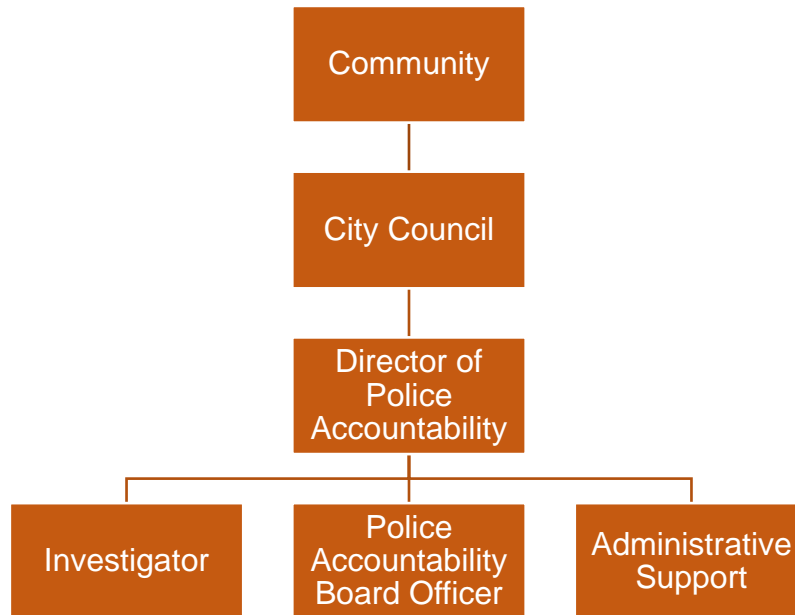 Community
City Council
Director of
Police
Accountability
Investigator
Police
Accountability
Board Officer
Administrative
Support